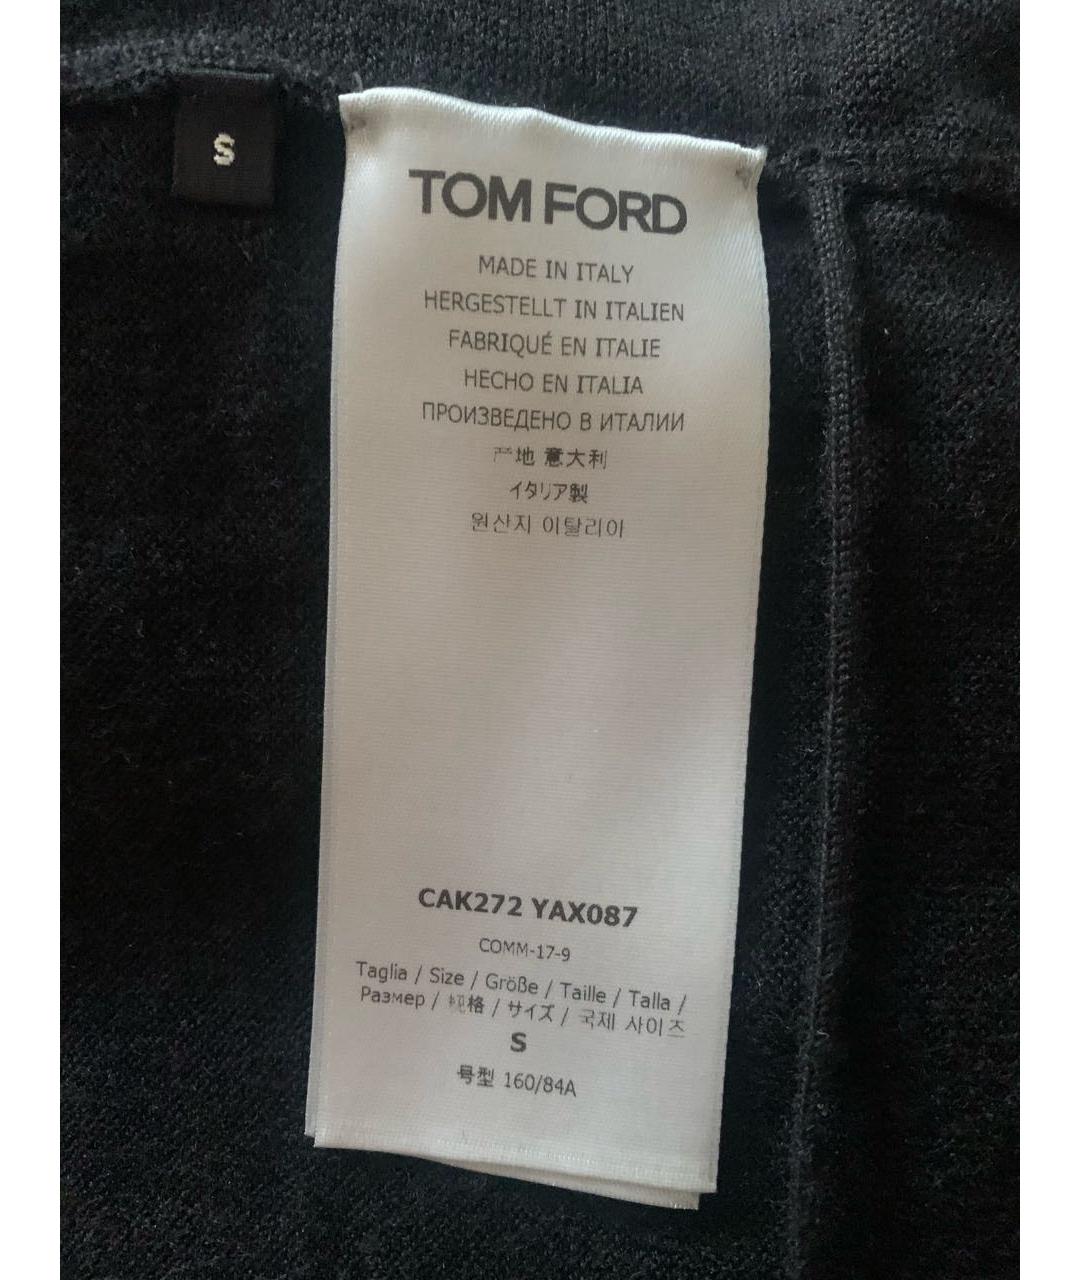 S
TOM FORD
MADE IN ITALY
HERGESTELLT IN ITALIEN
FABRIQUÉ EN ITALIE
HECHO EN ITALIA
ПРОИЗВЕДЕНО В ИТАЛИИ
产地 意大利
イタリア製
원산지 이탈리아
CAK272 YAX087
COMM-17-9
Taglia / Size / Größe / Taille / Talla /
Размер / 规格 / サイズ / 국제 사이즈
S
号型 160/84A